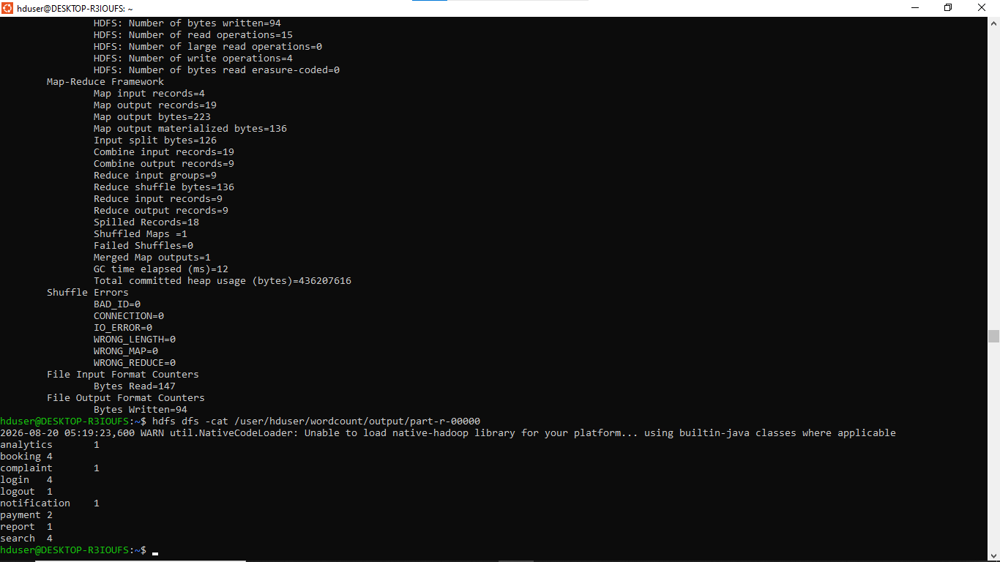 hduser@DESKTOP-R3IOUFS: ~
HDFS: Number of bytes written=94
HDFS: Number of read operations=15
HDFS: Number of large read operations=0
HDFS: Number of write operations=4
HDFS: Number of bytes read erasure-coded=0
Map-Reduce Framework
Map input records=4
Map output records=19
Map output bytes=223
Map output materialized bytes=136
Input split bytes=126
Combine input records=19
Combine output records=9
Reduce input groups=9
Reduce shuffle bytes=136
Reduce input records=9
Reduce output records=9
Spilled Records=18
Shuffled Maps =1
Failed Shuffles=0
Merged Map outputs=1
GC time elapsed (ms)=12
Total committed heap usage (bytes)=436207616
Shuffle Errors
BAD_ID=0
CONNECTION=0
IO_ERROR=0
WRONG_LENGTH=0
WRONG_MAP=0
WRONG_REDUCE=0
File Input Format Counters
Bytes Read=147
File Output Format Counters
Bytes Written=94
hduser@DESKTOP-R3IOUFS:~$ hdfs dfs -cat /user/hduser/wordcount/output/part-r-00000
2026-08-20 05:19:23,600 WARN util.NativeCodeLoader: Unable to load native-hadoop library for your platform... using builtin-java classes where applicable
analytics 1
booking 4
complaint 1
login 4
logout 1
notification 1
payment 2
report 1
search 4
hduser@DESKTOP-R3IOUFS:~$